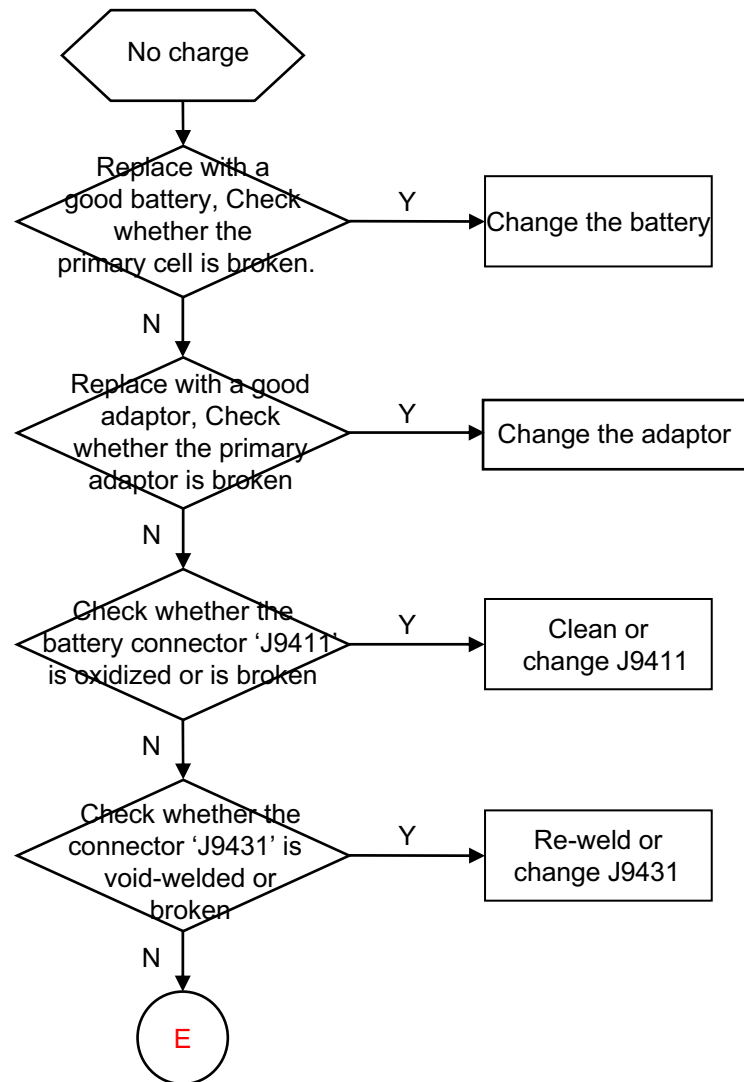 No charge
Replace with a
good battery, Check
whether the
primary cell is broken.
Y
Change the battery
N
Replace with a good
adaptor, Check
whether the primary
adaptor is broken
Y
Change the adaptor
N
Check whether the
battery connector ‘J9411’
is oxidized or is broken
Y
Clean or
change J9411
N
Check whether the
connector ‘J9431’ is
void-welded or
broken
Y
Re-weld or
change J9431
N
E